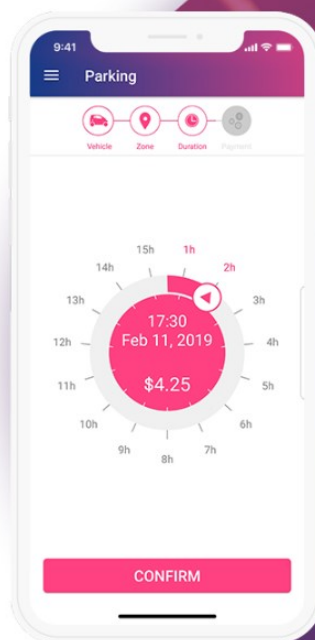 9:41
Parking
Vehicle Zone Duration Payment
15h 1h
14h 2h
13h 3h
12h 4h
11h 5h
10h 6h
9h 7h
8h
17:30
Feb 11, 2019
$4.25
CONFIRM